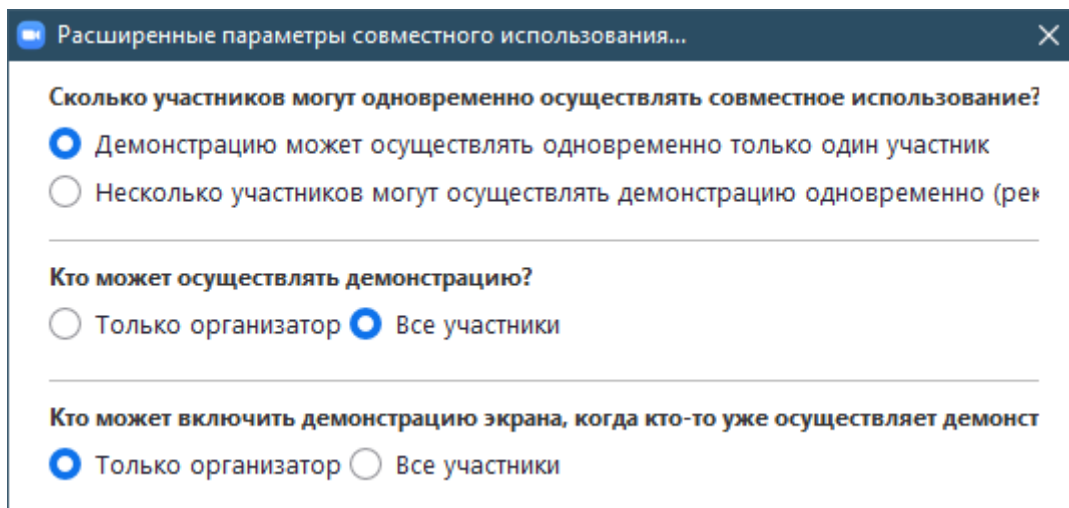 Расширенные параметры совместного использования...
Сколько участников могут одновременно осуществлять совместное использование?
Демонстрацию может осуществлять одновременно только один участник
Несколько участников могут осуществлять демонстрацию одновременно (рек
Кто может осуществлять демонстрацию?
Только организатор Все участники
Кто может включить демонстрацию экрана, когда кто-то уже осуществляет демонст
Только организатор Все участники